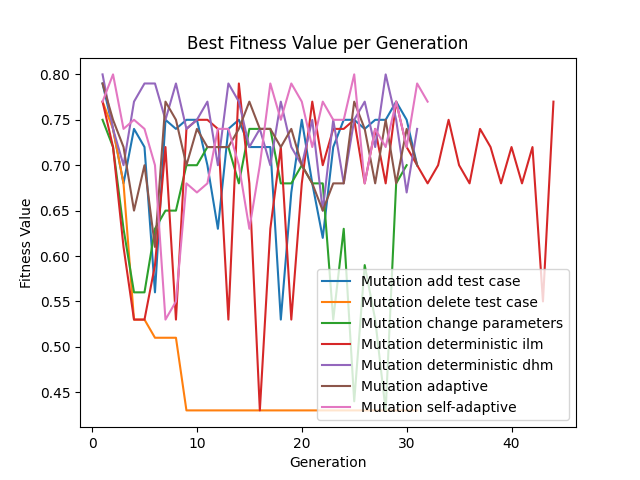 Best Fitness Value per Generation
0.80
0.75
0.70
0.65
0.60
0.55
0.50
0.45
Fitness Value
Mutation add test case
Mutation delete test case
Mutation change parameters
Mutation deterministic ilm
Mutation deterministic dhm
Mutation adaptive
Mutation self-adaptive
0 10 20 30 40
Generation